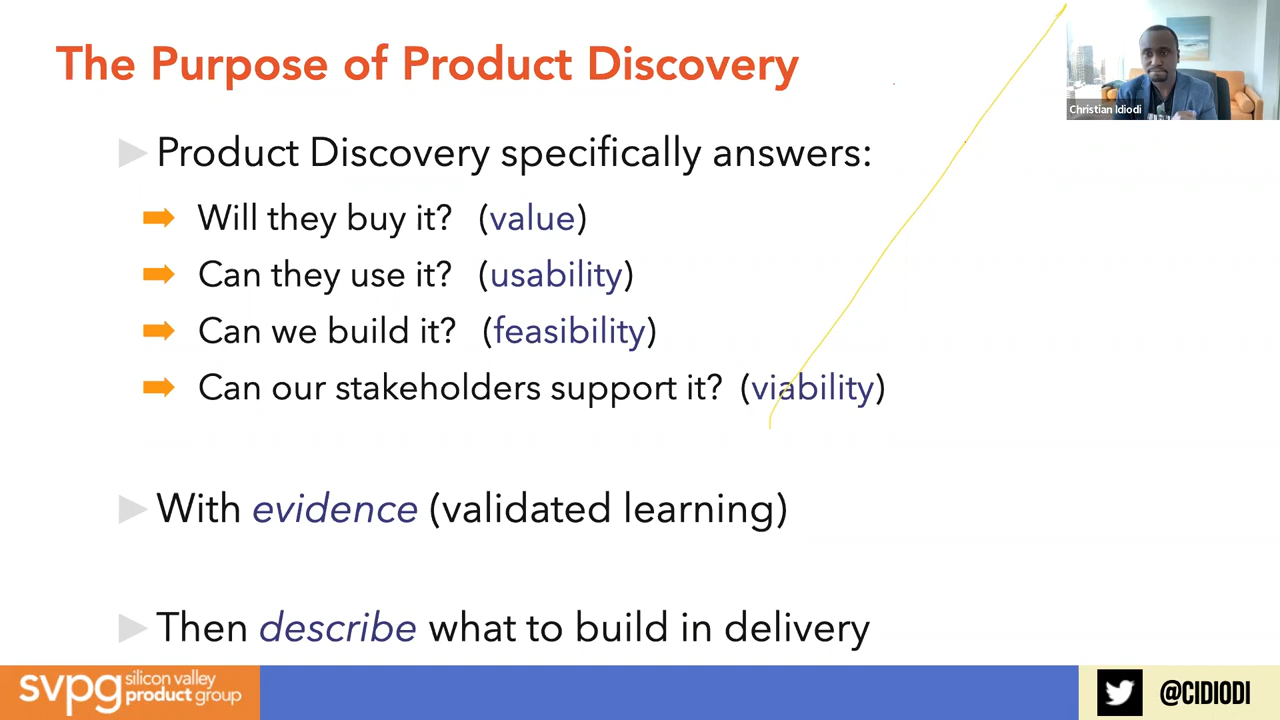 The Purpose of Product Discovery
Christian Idiodi
Product Discovery specifically answers:
Will they buy it? (value)
Can they use it? (usability)
Can we build it? (feasibility)
Can our stakeholders support it? (viability)
With evidence (validated learning)
Then describe what to build in delivery
svpg silicon valley
product group
@CIDIODI